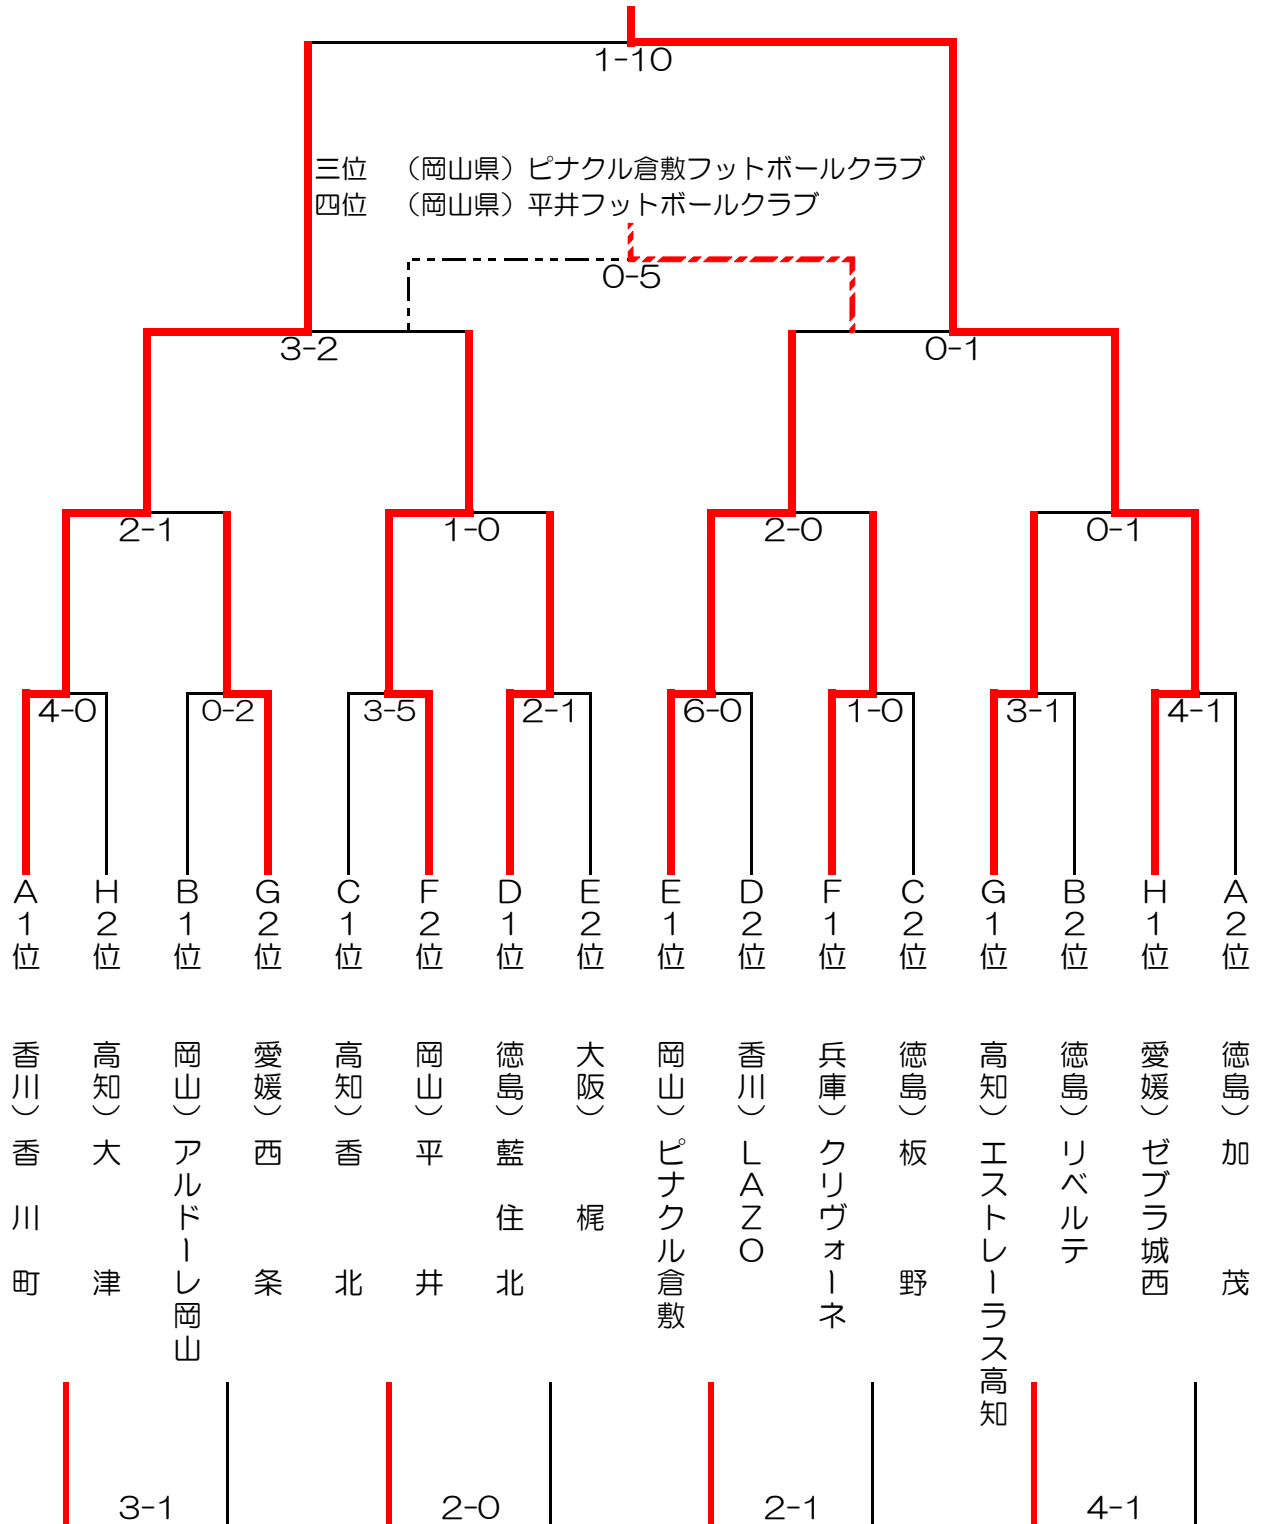 1-10
三位　（岡山県）ピナクル倉敷フットボールクラブ
四位　（岡山県）平井フットボールクラブ
0-5
3-2
0-1
2-1
1-0
2-0
0-1
4-0
0-2
3-5
2-1
6-0
1-0
3-1
4-1
A1位　香川）香川町
H2位　高知）大津
B1位　岡山）アルドーレ岡山
G2位　愛媛）西条
C1位　高知）香北
F2位　岡山）平井
D1位　徳島）藍住北
E2位　大阪）梶
E1位　岡山）ピナクル倉敷
D2位　香川）LAZO
F1位　兵庫）クリヴォーネ
C2位　徳島）板野
G1位　高知）エストレーラス高知
B2位　徳島）リベルテ
H1位　愛媛）ゼブラ城西
A2位　徳島）加茂
3-1
2-0
2-1
4-1